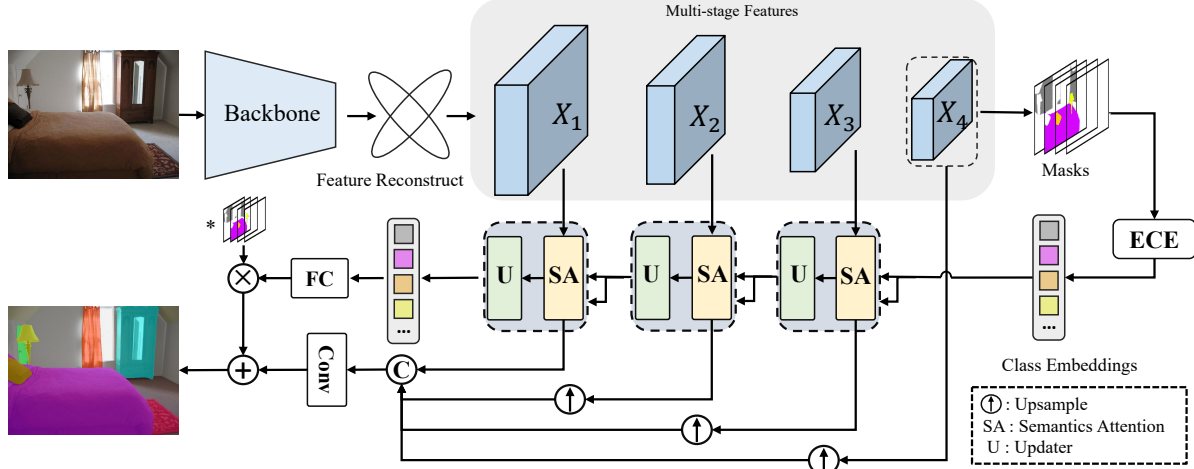 Multi-stage Features
Backbone
Feature Reconstruct
X₁
X₂
X₃
X₄
Masks
*
U
SA
U
SA
U
SA
ECE
FC
...
...
Conv
C
Class Embeddings
: Upsample
SA : Semantics Attention
U : Updater